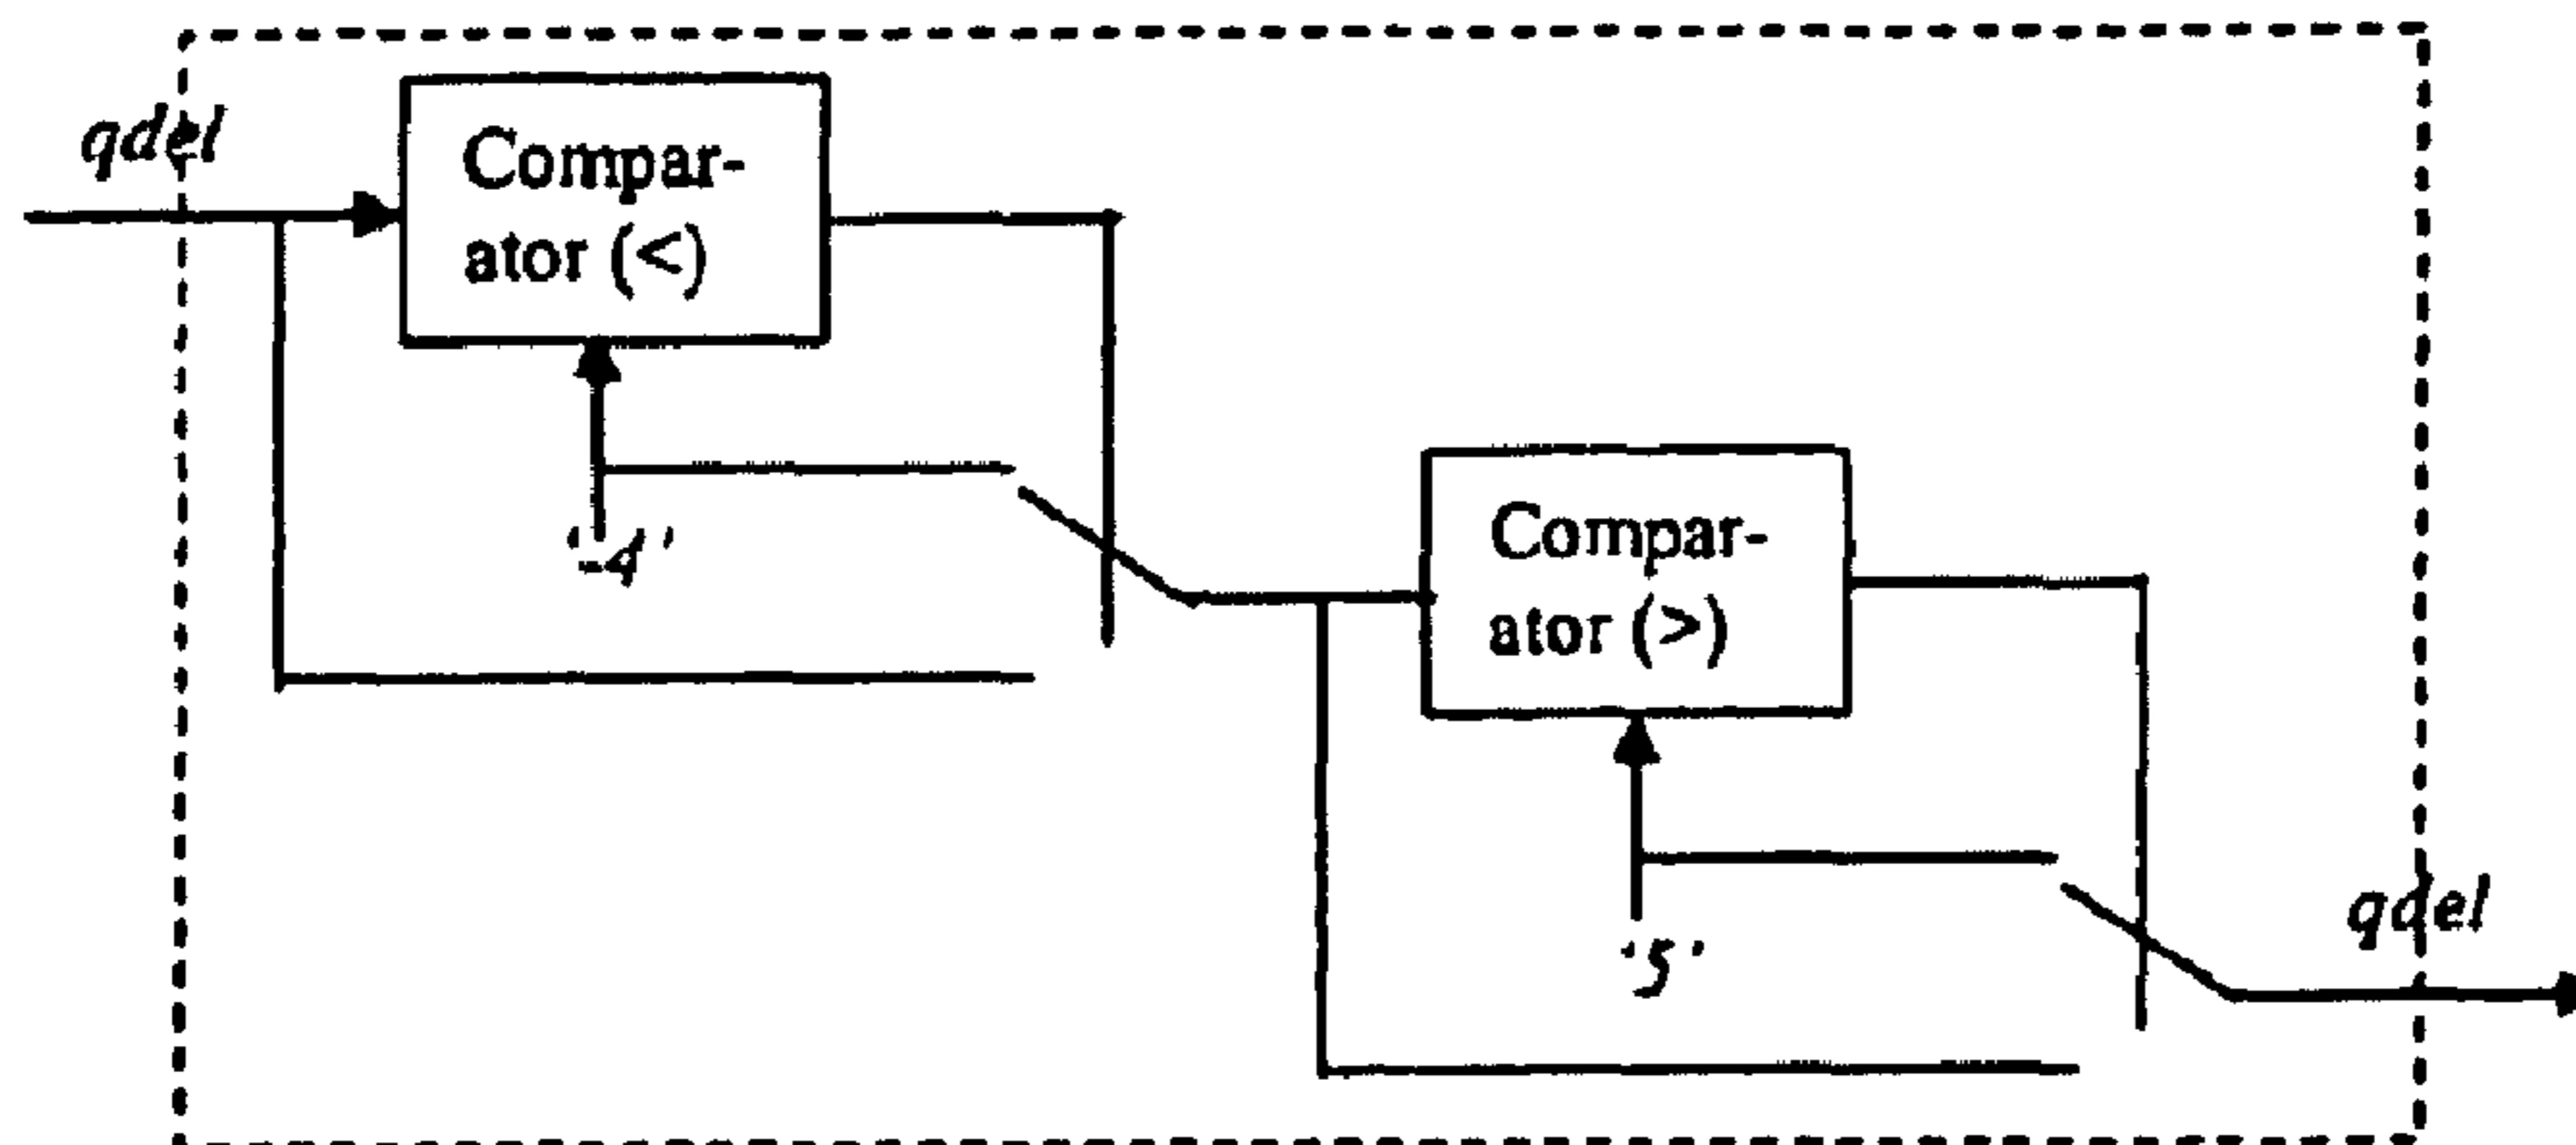 qdel
Compar-
ator (<)
'-4'
Compar-
ator (>)
'5'
qdel